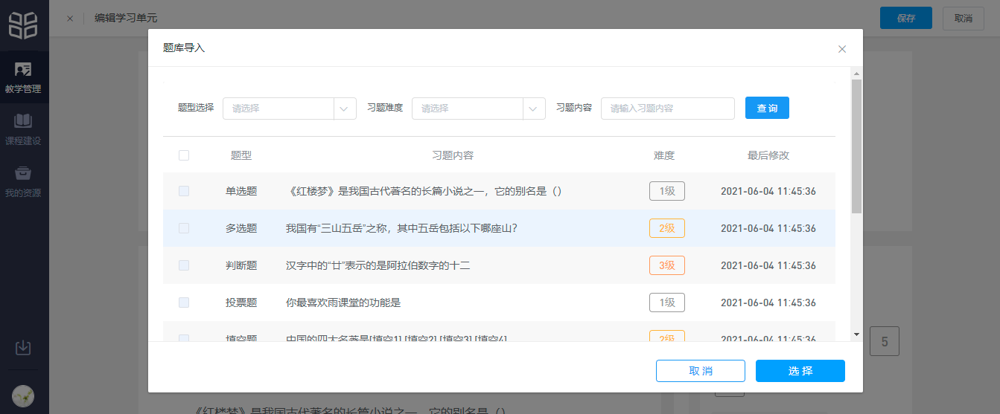 编辑学习单元
保存
取消
题库导入
教学管理
题型选择
请选择
习题难度
请选择
习题内容
请输入习题内容
查询
课程建设
题型
习题内容
难度
最后修改
我的资源
单选题
《红楼梦》是我国古代著名的长篇小说之一，它的别名是（）
1级
2021-06-04 11:45:36
多选题
我国有“三山五岳”之称，其中五岳包括以下哪座山?
2级
2021-06-04 11:45:36
判断题
汉字中的“廿”表示的是阿拉伯数字的十二
3级
2021-06-04 11:45:36
投票题
你最喜欢雨课堂的功能是
1级
2021-06-04 11:45:36
填空题
中国的四大名著是[填空1] [填空2] [填空3] [填空4]
2级
2021-06-04 11:45:36
5
取消
选择
《红楼梦》是我国古代著名的长篇小说之一，它的别名是（）